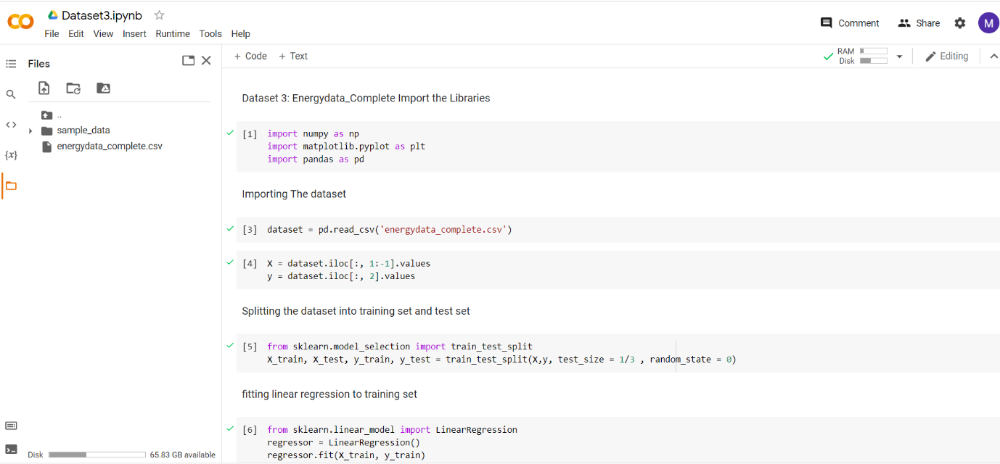 Dataset3.ipynb
File Edit View Insert Runtime Tools Help
Comment Share M
Files
+ Code + Text
RAM
Disk
Editing
..
sample_data
energydata_complete.csv
{x}
Dataset 3: Energydata_Complete Import the Libraries
[1] import numpy as np
import matplotlib.pyplot as plt
import pandas as pd
Importing The dataset
[3] dataset = pd.read_csv('energydata_complete.csv')
[4] X = dataset.iloc[:, 1:-1].values
y = dataset.iloc[:, 2].values
Splitting the dataset into training set and test set
[5] from sklearn.model_selection import train_test_split
X_train, X_test, y_train, y_test = train_test_split(X,y, test_size = 1/3 , random_state = 0)
fitting linear regression to training set
[6] from sklearn.linear_model import LinearRegression
regressor = LinearRegression()
regressor.fit(X_train, y_train)
Disk 65.83 GB available